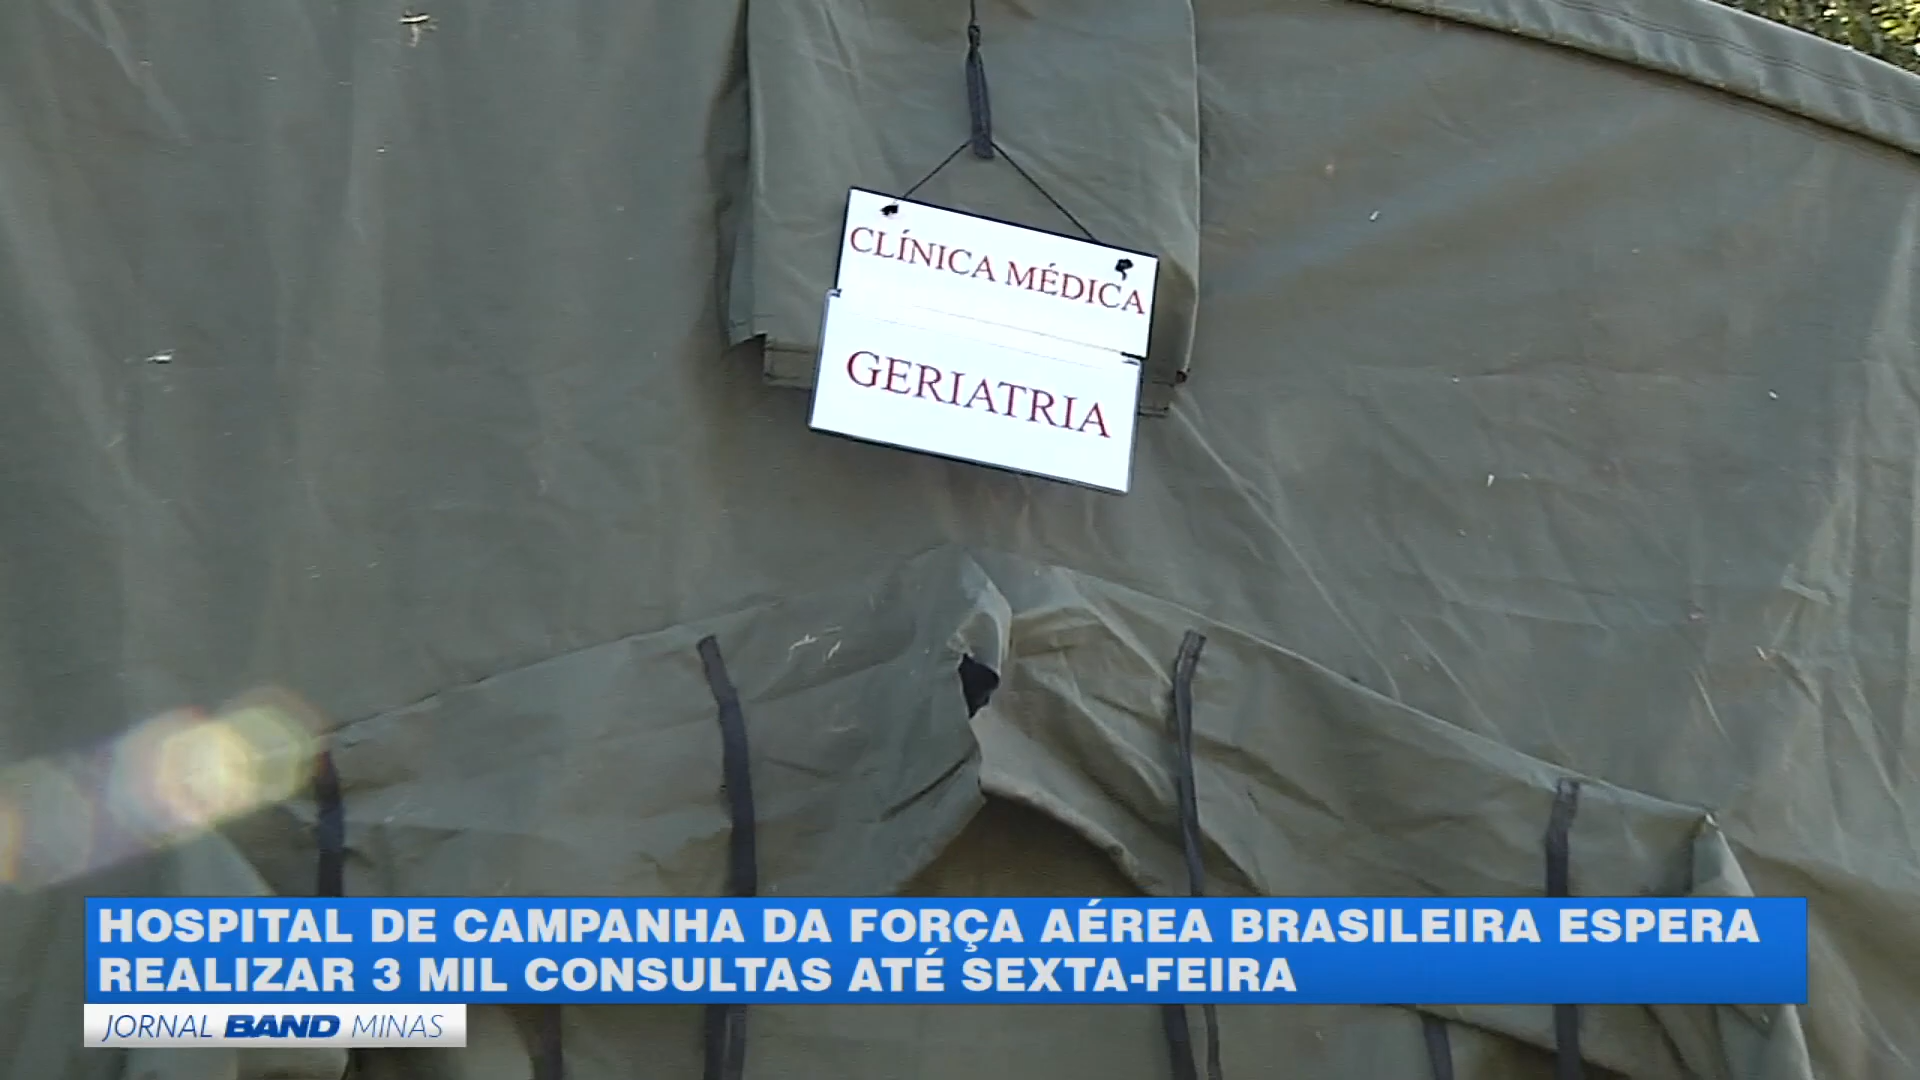 CLÍNICA MÉDICA
GERIATRIA
HOSPITAL DE CAMPANHA DA FORÇA AÉREA BRASILEIRA ESPERA
REALIZAR 3 MIL CONSULTAS ATÉ SEXTA-FEIRA
JORNAL BAND MINAS